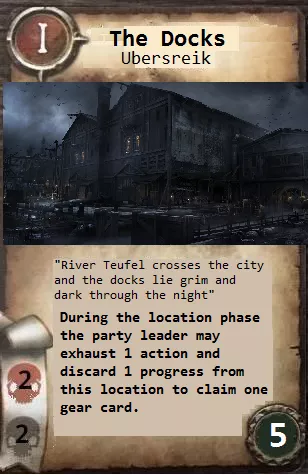 I
The Docks
Ubersreik
"River Teufel crosses the city
and the docks lie grim and
dark through the night"
During the location phase
the party leader may
exhaust 1 action and
discard 1 progress from
this location to claim one
gear card.
2
2
5